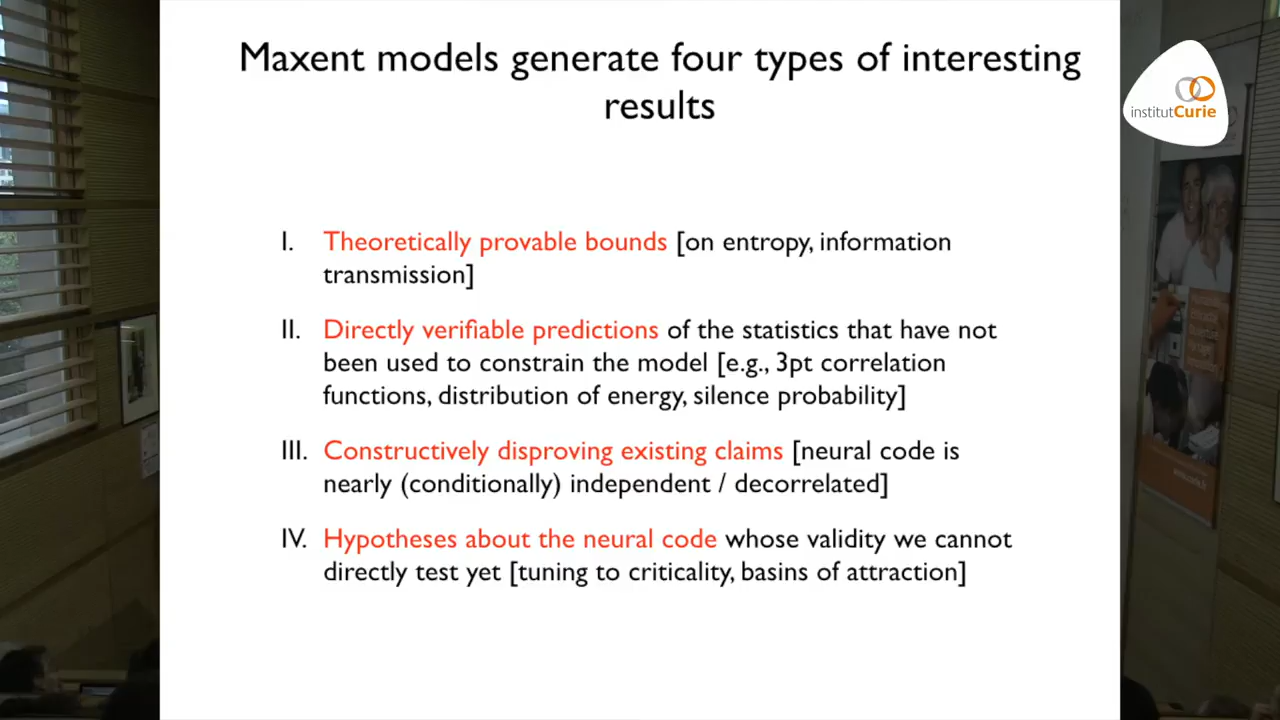 Maxent models generate four types of interesting
results
institutCurie
I. Theoretically provable bounds [on entropy, information
transmission]
II. Directly verifiable predictions of the statistics that have not
been used to constrain the model [e.g., 3pt correlation
functions, distribution of energy, silence probability]
III. Constructively disproving existing claims [neural code is
nearly (conditionally) independent / decorrelated]
IV. Hypotheses about the neural code whose validity we cannot
directly test yet [tuning to criticality, basins of attraction]